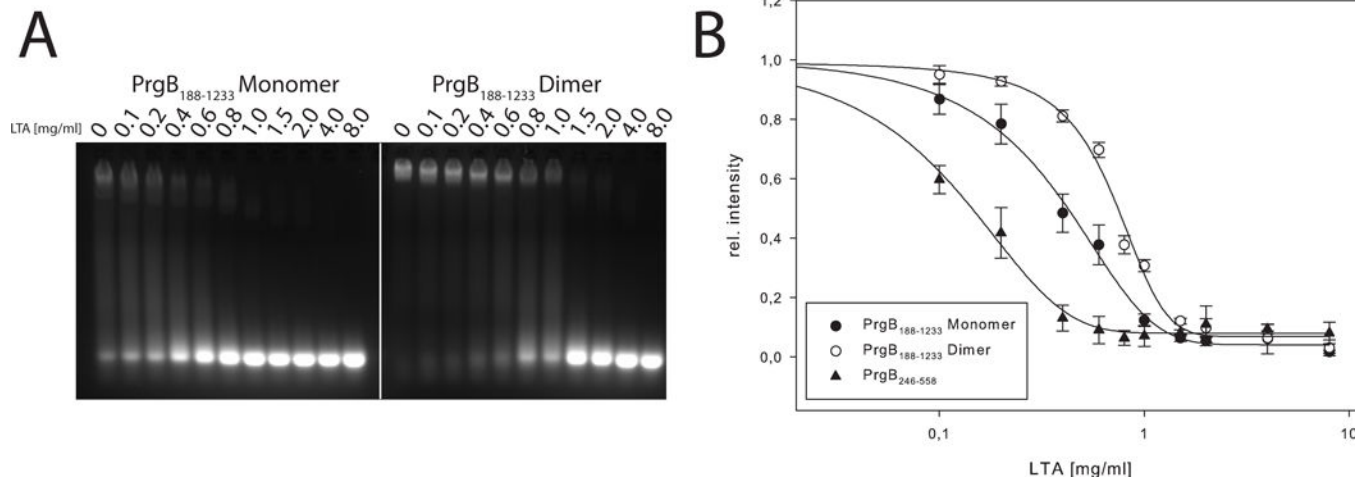 A
PrgB188-1233 Monomer
PrgB188-1233 Dimer
LTA [mg/ml]
0 0.1 0.2 0.4 0.6 0.8 1.0 1.5 2.0 4.0 8.0
0 0.1 0.2 0.4 0.6 0.8 1.0 1.5 2.0 4.0 8.0
B
1,2
1,0
0,8
0,6
0,4
0,2
0,0
rel. intensity
PrgB188-1233 Monomer
PrgB188-1233 Dimer
PrgB246-558
0,1 1 10
LTA [mg/ml]